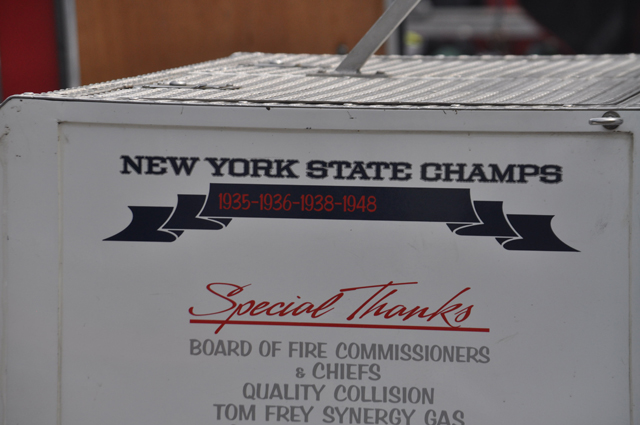 NEW YORK STATE CHAMPS
1935-1936-1938-1948
Special Thanks
BOARD OF FIRE COMMISSIONERS
& CHIEFS
QUALITY COLLISION
TOM FREY SYNERGY GAS